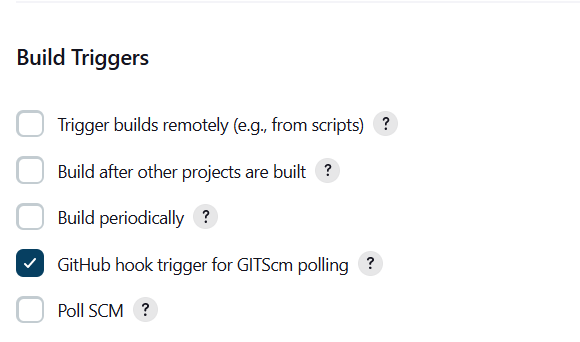 Build Triggers
Trigger builds remotely (e.g., from scripts) ?
Build after other projects are built ?
Build periodically ?
GitHub hook trigger for GITScm polling ?
Poll SCM ?